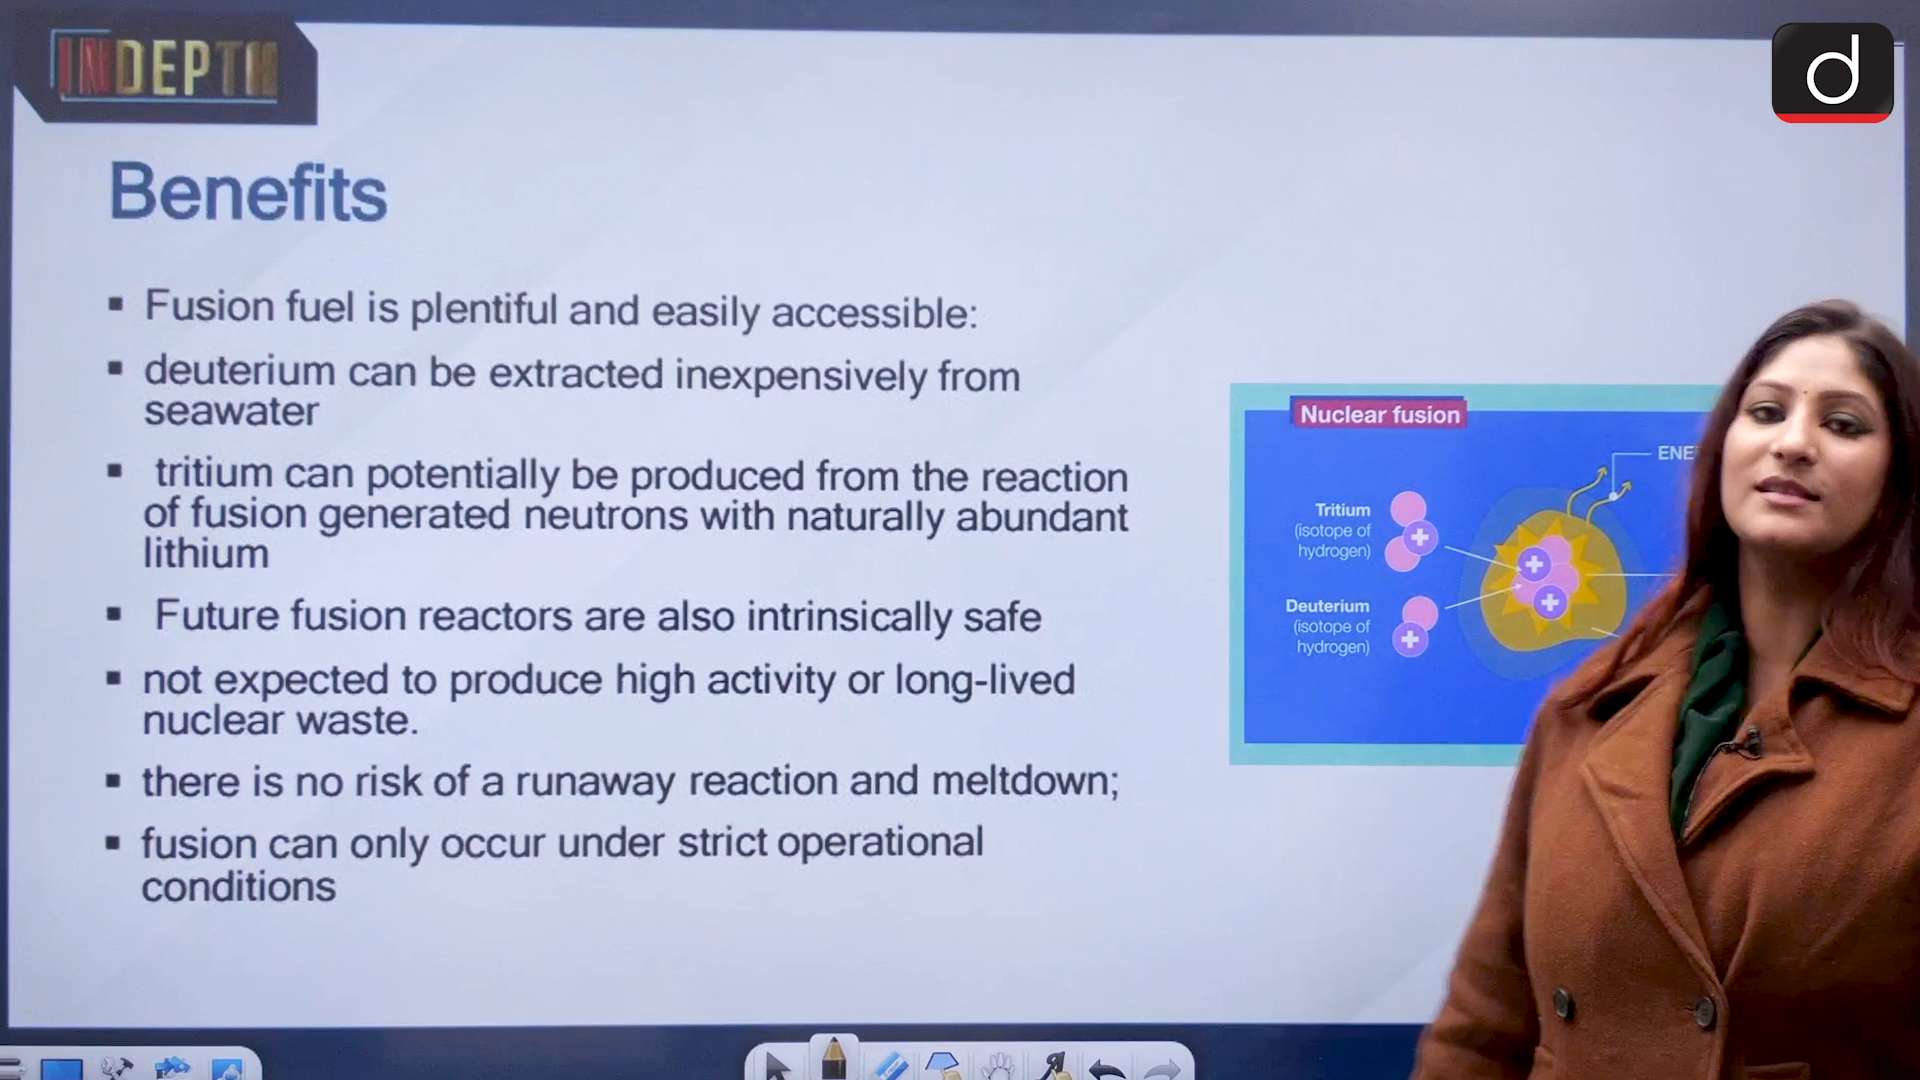 INDEPTH
d
Benefits
▪ Fusion fuel is plentiful and easily accessible:
▪ deuterium can be extracted inexpensively from
seawater
▪ tritium can potentially be produced from the reaction
of fusion generated neutrons with naturally abundant
lithium
▪ Future fusion reactors are also intrinsically safe
▪ not expected to produce high activity or long-lived
nuclear waste.
▪ there is no risk of a runaway reaction and meltdown;
▪ fusion can only occur under strict operational
conditions
Nuclear fusion
ENE
Tritium
(isotope of
hydrogen)
Deuterium
(isotope of
hydrogen)